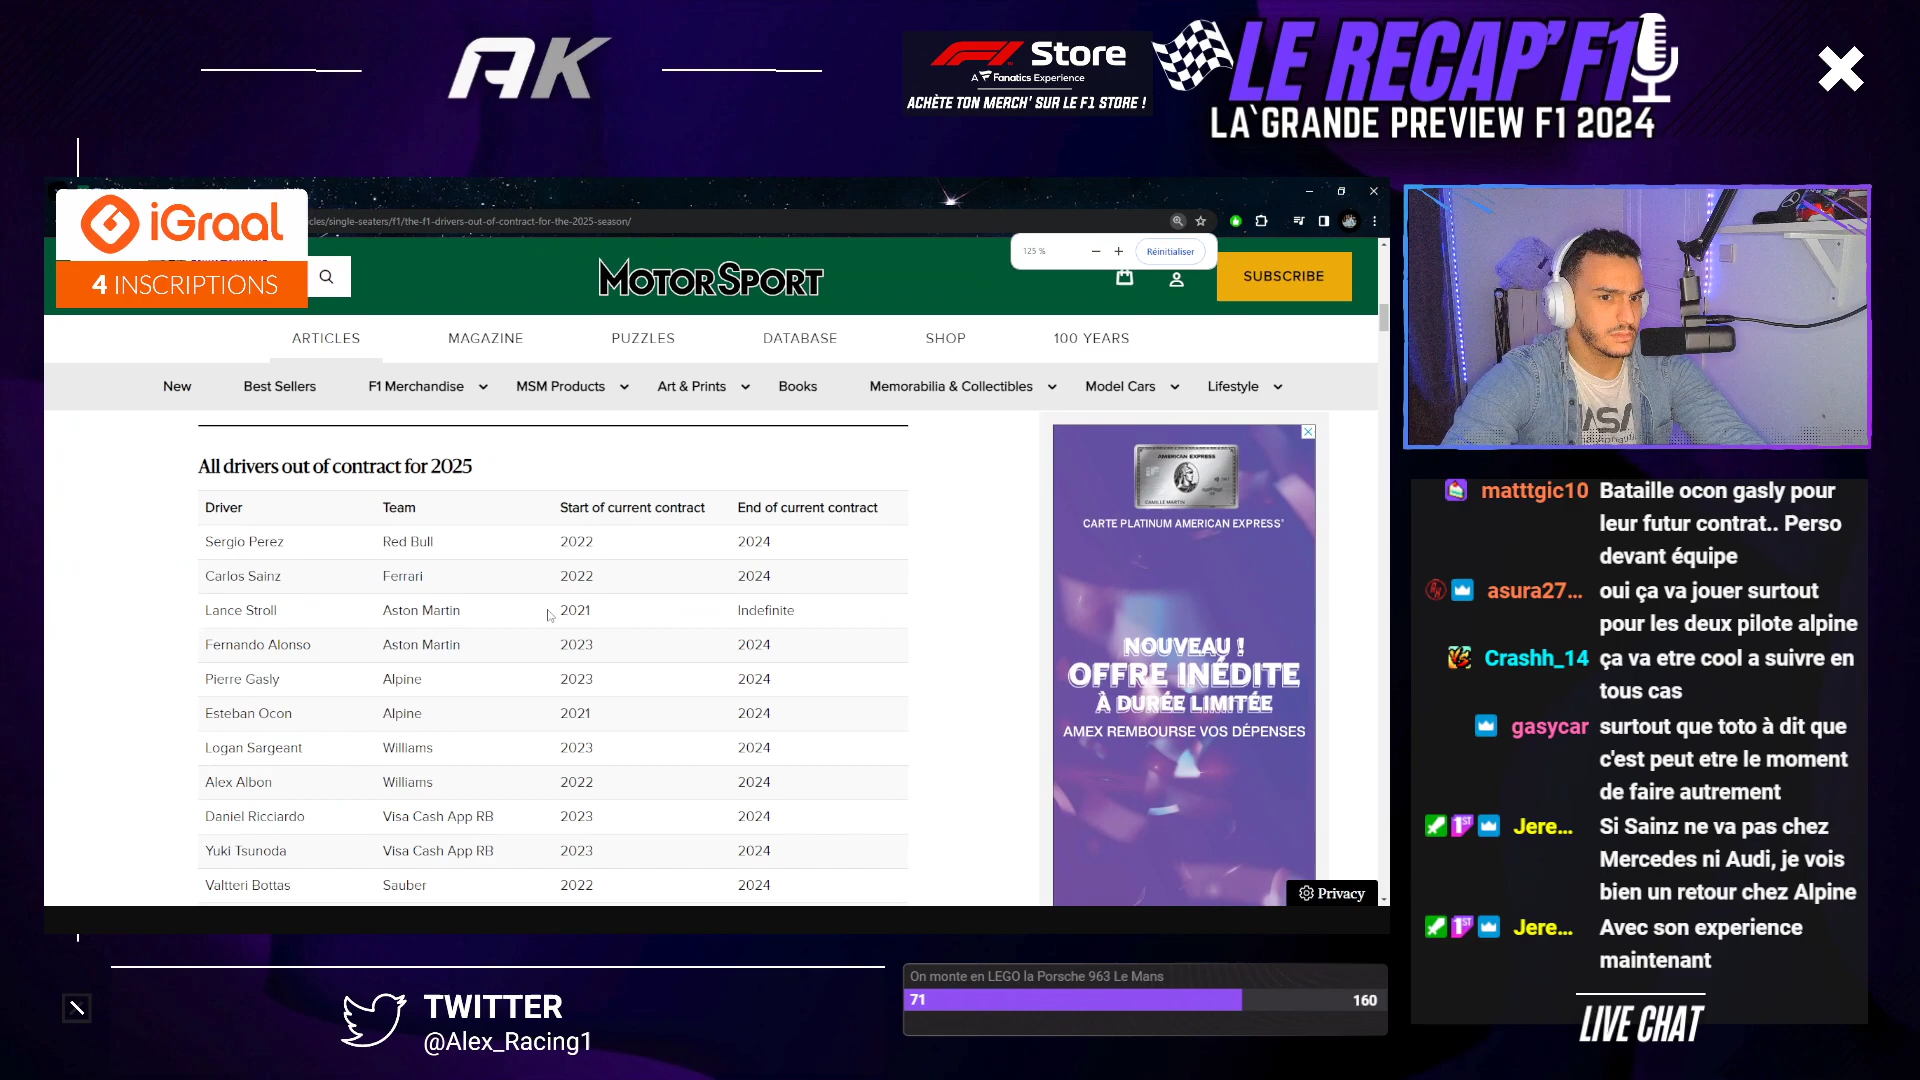 AK
F1 Store
A Fanatics Experience
ACHÈTE TON MERCH' SUR LE F1 STORE !
LE RECAP' F1
LA`GRANDE PREVIEW F1 2024
iGraal
4 INSCRIPTIONS
cles/single-seaters/f1/the-f1-drivers-out-of-contract-for-the-2025-season/
125 %
Réinitialiser
MOTORSPORT
SUBSCRIBE
ARTICLES MAGAZINE PUZZLES DATABASE SHOP 100 YEARS
New Best Sellers F1 Merchandise MSM Products Art & Prints Books Memorabilia & Collectibles Model Cars Lifestyle
All drivers out of contract for 2025
Driver Team Start of current contract End of current contract
Sergio Perez Red Bull 2022 2024
Carlos Sainz Ferrari 2022 2024
Lance Stroll Aston Martin 2021 Indefinite
Fernando Alonso Aston Martin 2023 2024
Pierre Gasly Alpine 2023 2024
Esteban Ocon Alpine 2021 2024
Logan Sargeant Williams 2023 2024
Alex Albon Williams 2022 2024
Daniel Ricciardo Visa Cash App RB 2023 2024
Yuki Tsunoda Visa Cash App RB 2023 2024
Valtteri Bottas Sauber 2022 2024
AMERICAN EXPRESS
CAMILLE MARTIN
CARTE PLATINUM AMERICAN EXPRESS®
NOUVEAU !
OFFRE INÉDITE
À DURÉE LIMITÉE
AMEX REMBOURSE VOS DÉPENSES
Privacy
matttgic10 Bataille ocon gasly pour
leur futur contrat.. Perso
devant équipe
asura27... oui ça va jouer surtout
pour les deux pilote alpine
Crashh_14 ça va etre cool a suivre en
tous cas
gasycar surtout que toto à dit que
c'est peut etre le moment
de faire autrement
1ST Jere... Si Sainz ne va pas chez
Mercedes ni Audi, je vois
bien un retour chez Alpine
1ST Jere... Avec son experience
maintenant
LIVE CHAT
TWITTER
@Alex_Racing1
On monte en LEGO la Porsche 963 Le Mans
71 160